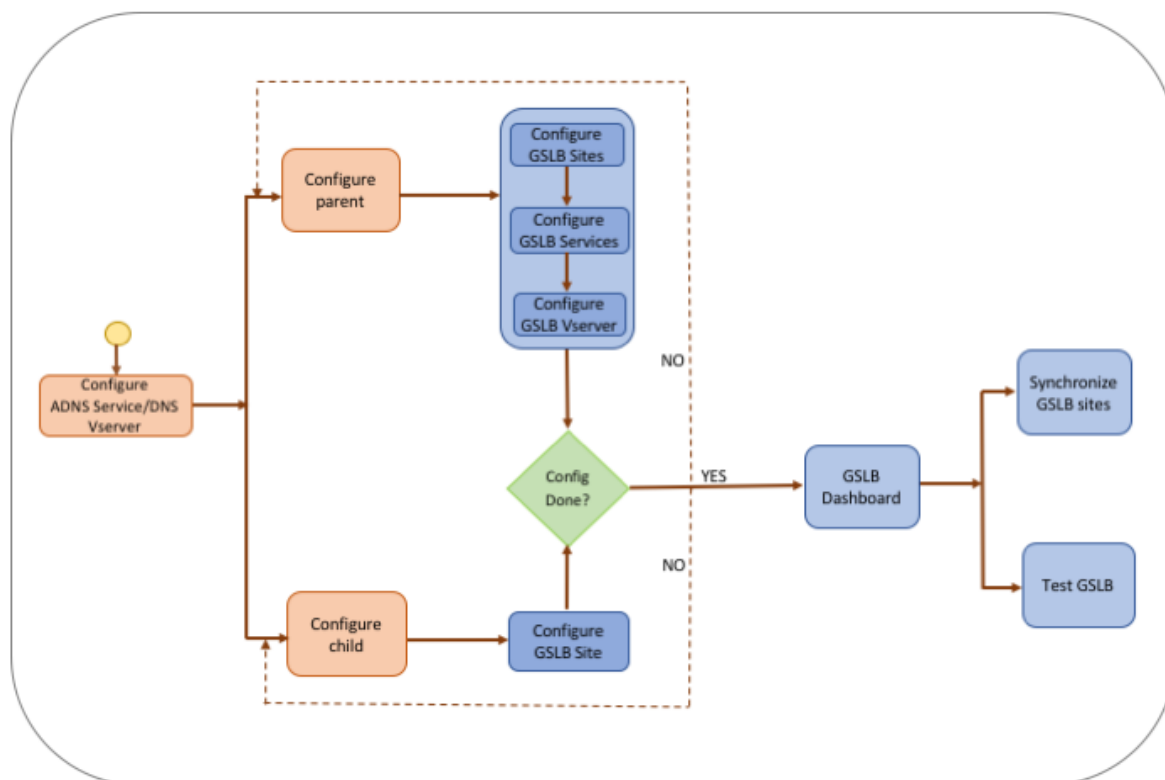 Configure
GSLB Sites
Configure
parent
Configure
GSLB Services
Configure
GSLB Vserver
NO
Configure
ADNS Service/DNS
Vserver
Synchronize
GSLB sites
Config
Done?
YES
GSLB
Dashboard
NO
Test GSLB
Configure
child
Configure
GSLB Site